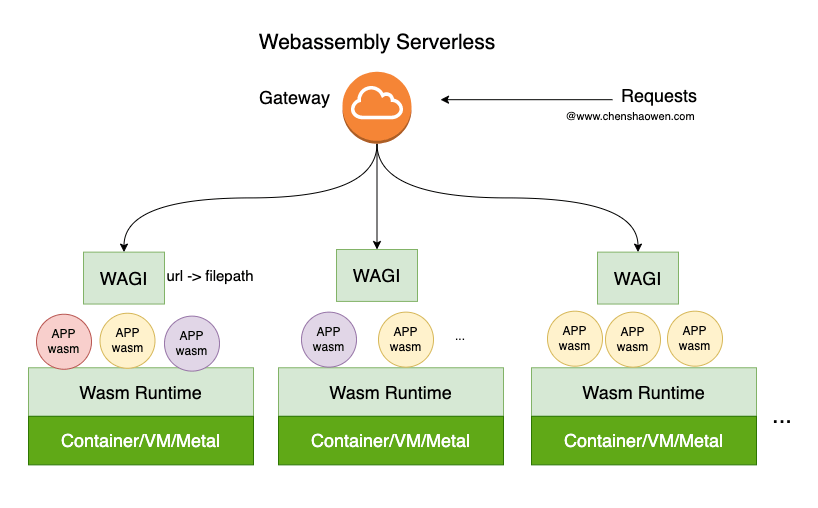 Webassembly Serverless
Gateway
Requests
@www.chenshaowen.com
WAGI
url -> filepath
WAGI
WAGI
APP
wasm
APP
wasm
APP
wasm
APP
wasm
APP
wasm
...
APP
wasm
APP
wasm
APP
wasm
Wasm Runtime
Wasm Runtime
Wasm Runtime
Container/VM/Metal
Container/VM/Metal
Container/VM/Metal
...